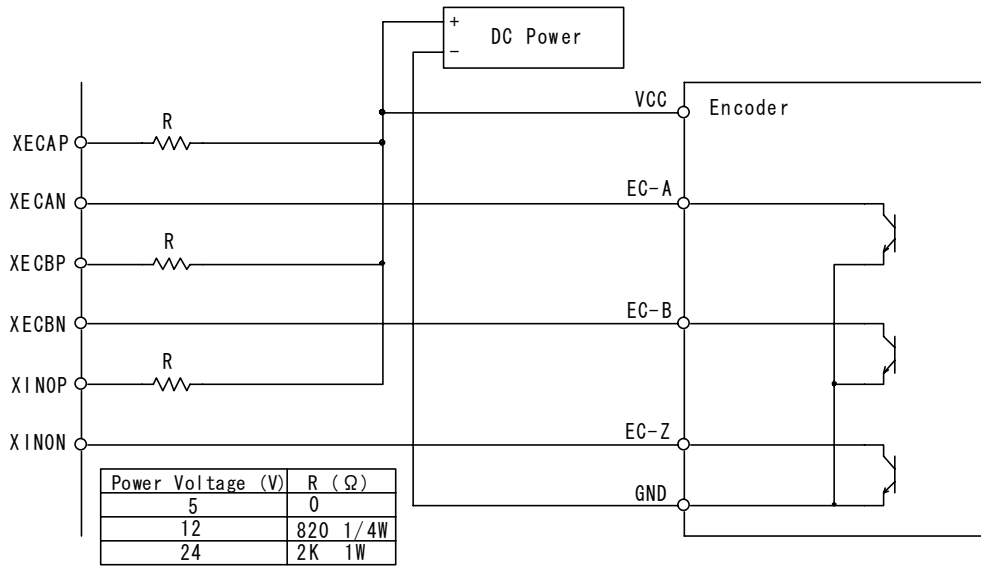 +
DC Power
−
VCC
Encoder
R
XECAP
EC-A
XECAN
R
XECBP
EC-B
XECBN
R
XINOP
EC-Z
XINON
Power Voltage (V) R (Ω)
5 0
12 820 1/4W
24 2K 1W
GND